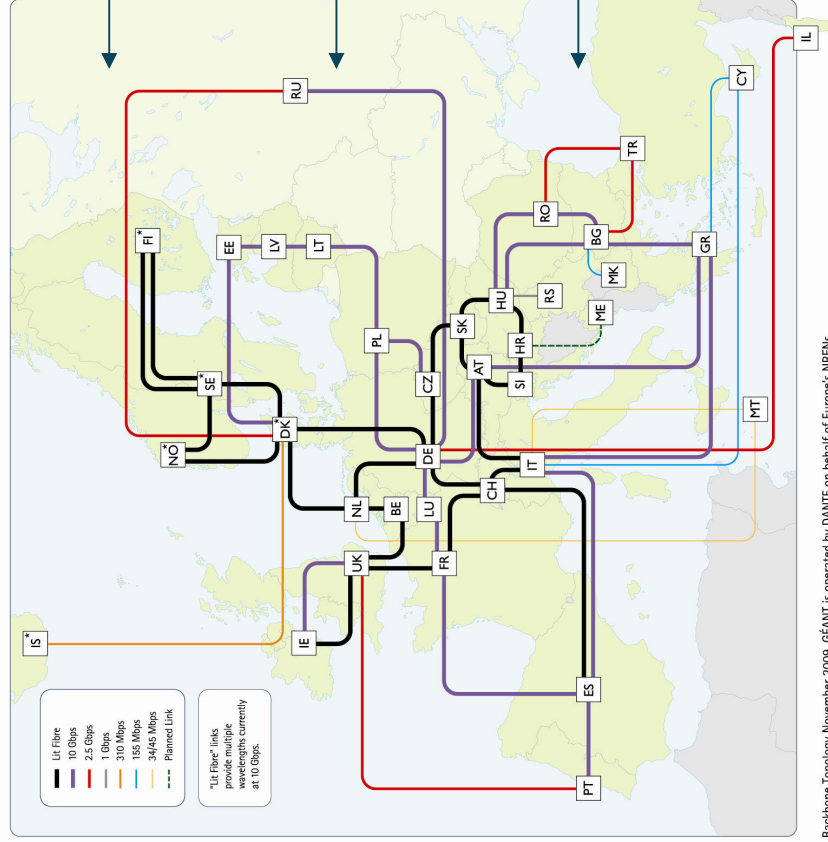 IS*
NO*
SE*
FI*
DK*
EE
LV
LT
RU
IE
UK
NL
BE
LU
DE
CZ
PL
SK
FR
CH
IT
AT
SI
HR
HU
RS
ME
MK
BG
RO
TR
GR
MT
CY
IL
PT
ES
Lit Fibre
10 Gbps
2.5 Gbps
1 Gbps
310 Mbps
155 Mbps
34/45 Mbps
Planned Link
"Lit Fibre" links
provide multiple
wavelengths currently
at 10 Gbps.
Backbone Topology November 2009. GÉANT is operated by DANTE on behalf of Europe's NRENs.